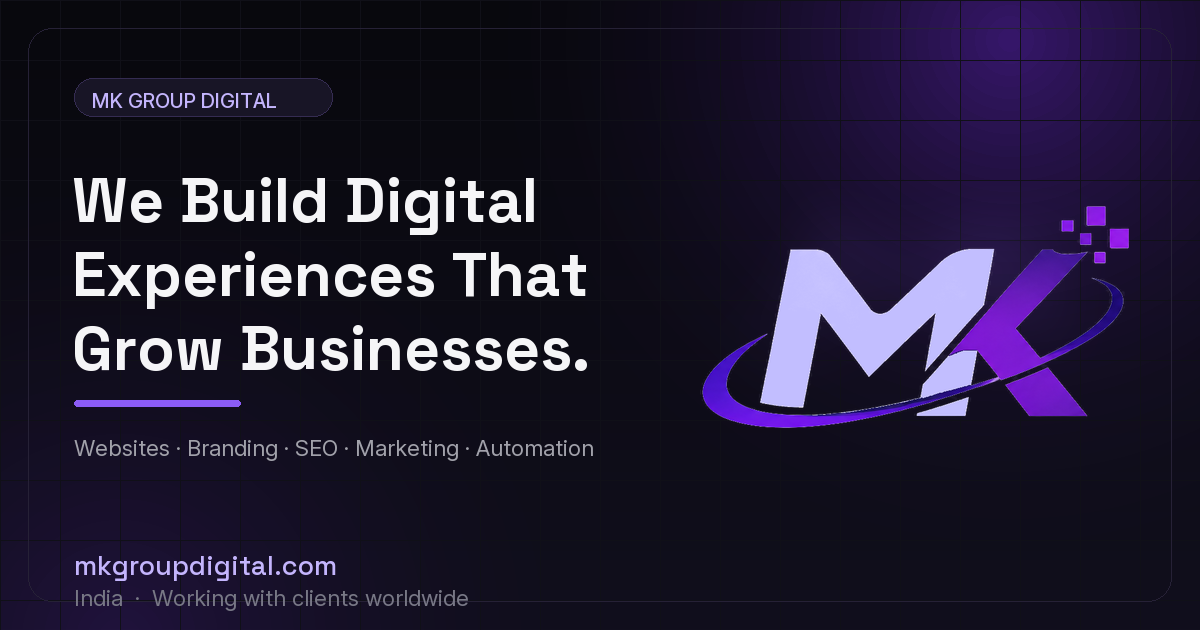 MK GROUP DIGITAL
We Build Digital
Experiences That
Grow Businesses.
MK
Websites · Branding · SEO · Marketing · Automation
mkgroupdigital.com
India · Working with clients worldwide